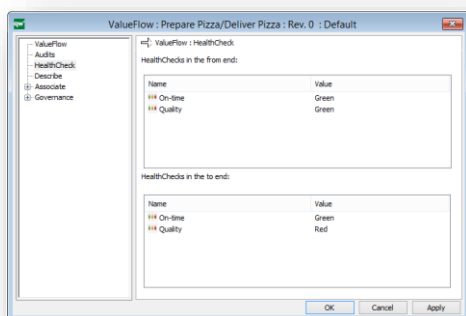 ValueFlow : Prepare Pizza/Deliver Pizza : Rev. 0 : Default
ValueFlow
Audits
HealthCheck
Describe
Associate
Governance
ValueFlow : HealthCheck
HealthChecks in the from end:
Name Value
On-time Green
Quality Green
HealthChecks in the to end:
Name Value
On-time Green
Quality Red
OK Cancel Apply